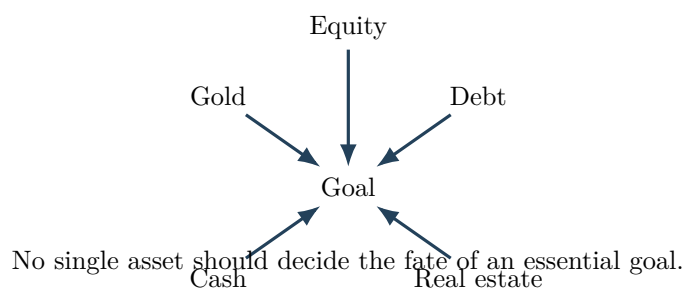 Equity
Gold
Debt
Goal
No single asset should decide the fate of an essential goal.
Cash
Real estate